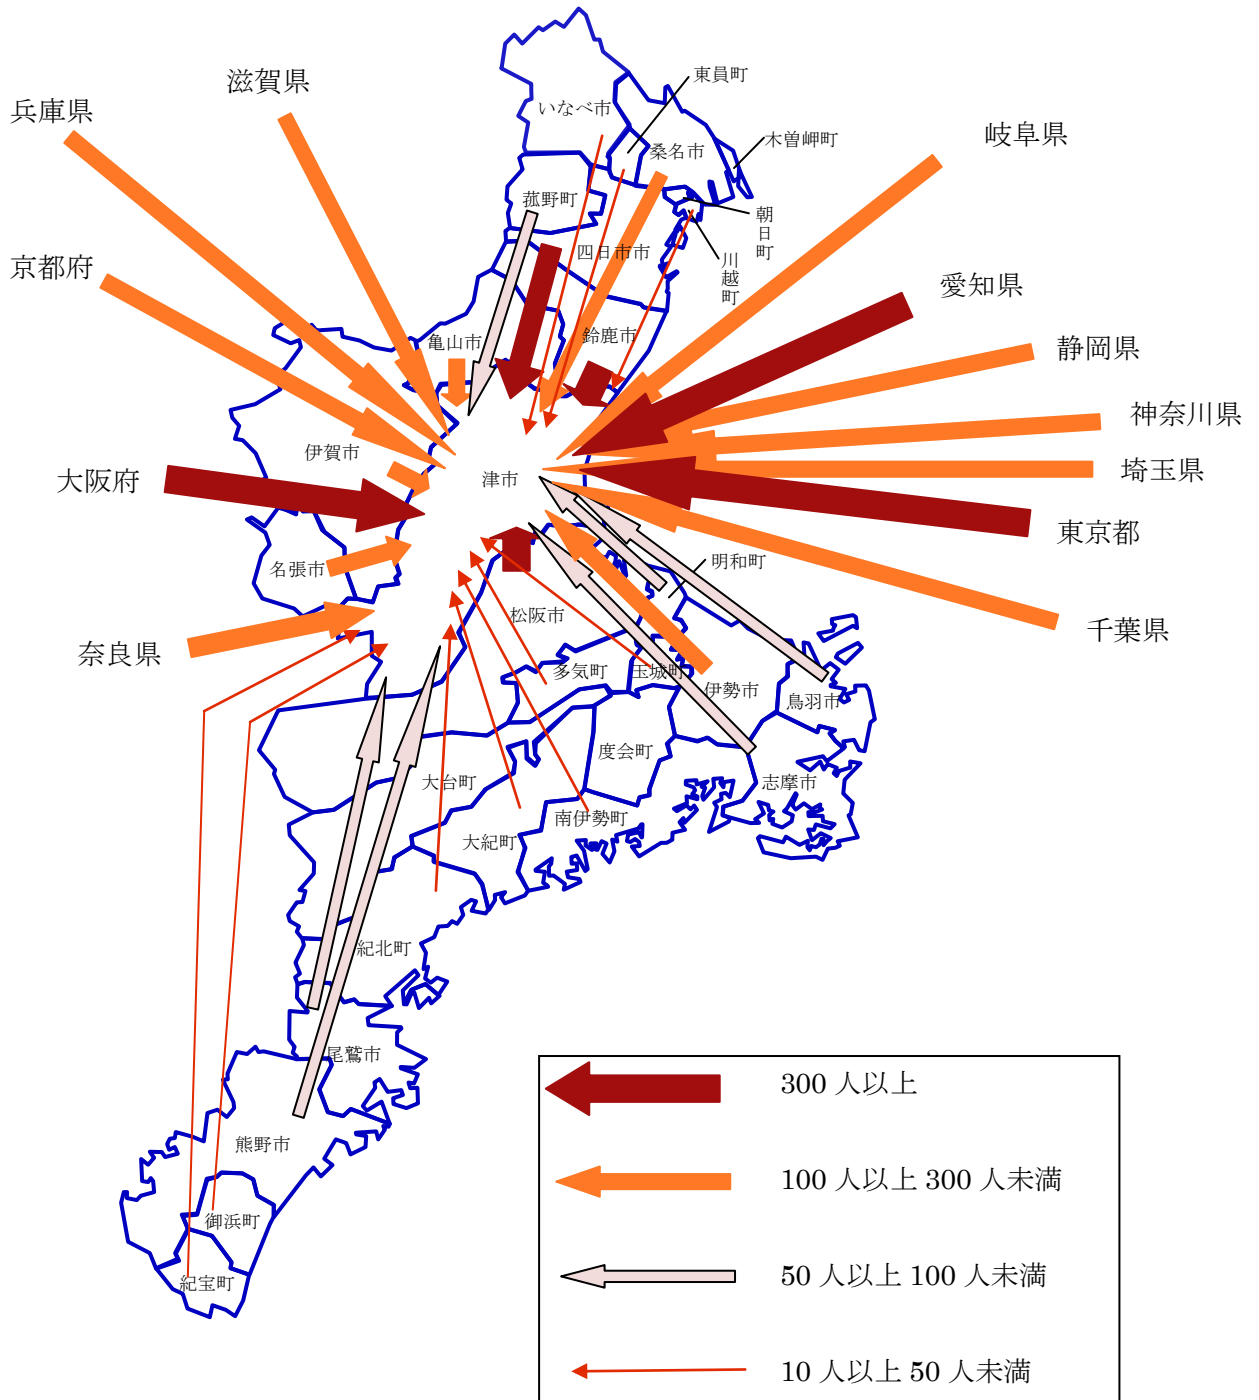 滋賀県
兵庫県
東員町
いなべ市
木曽岬町
岐阜県
桑名市
菰野町
朝日町
四日市市
川越町
京都府
愛知県
亀山市
鈴鹿市
静岡県
神奈川県
伊賀市
埼玉県
大阪府
津市
東京都
名張市
明和町
松阪市
千葉県
奈良県
多気町
玉城町
伊勢市
鳥羽市
度会町
大台町
志摩市
南伊勢町
大紀町
紀北町
尾鷲市
熊野市
御浜町
紀宝町
300 人以上
100 人以上 300 人未満
50 人以上 100 人未満
10 人以上 50 人未満